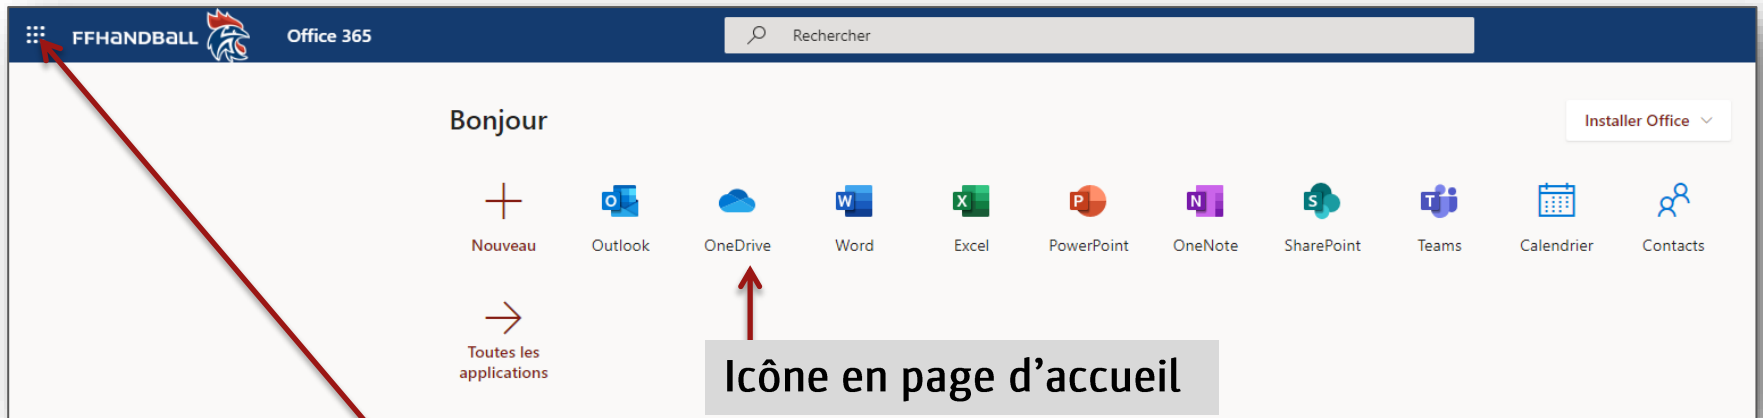 FFHANDBALL Office 365 Rechercher
Bonjour
Installer Office
Nouveau Outlook OneDrive Word Excel PowerPoint OneNote SharePoint Teams Calendrier Contacts
Toutes les
applications
Icône en page d’accueil